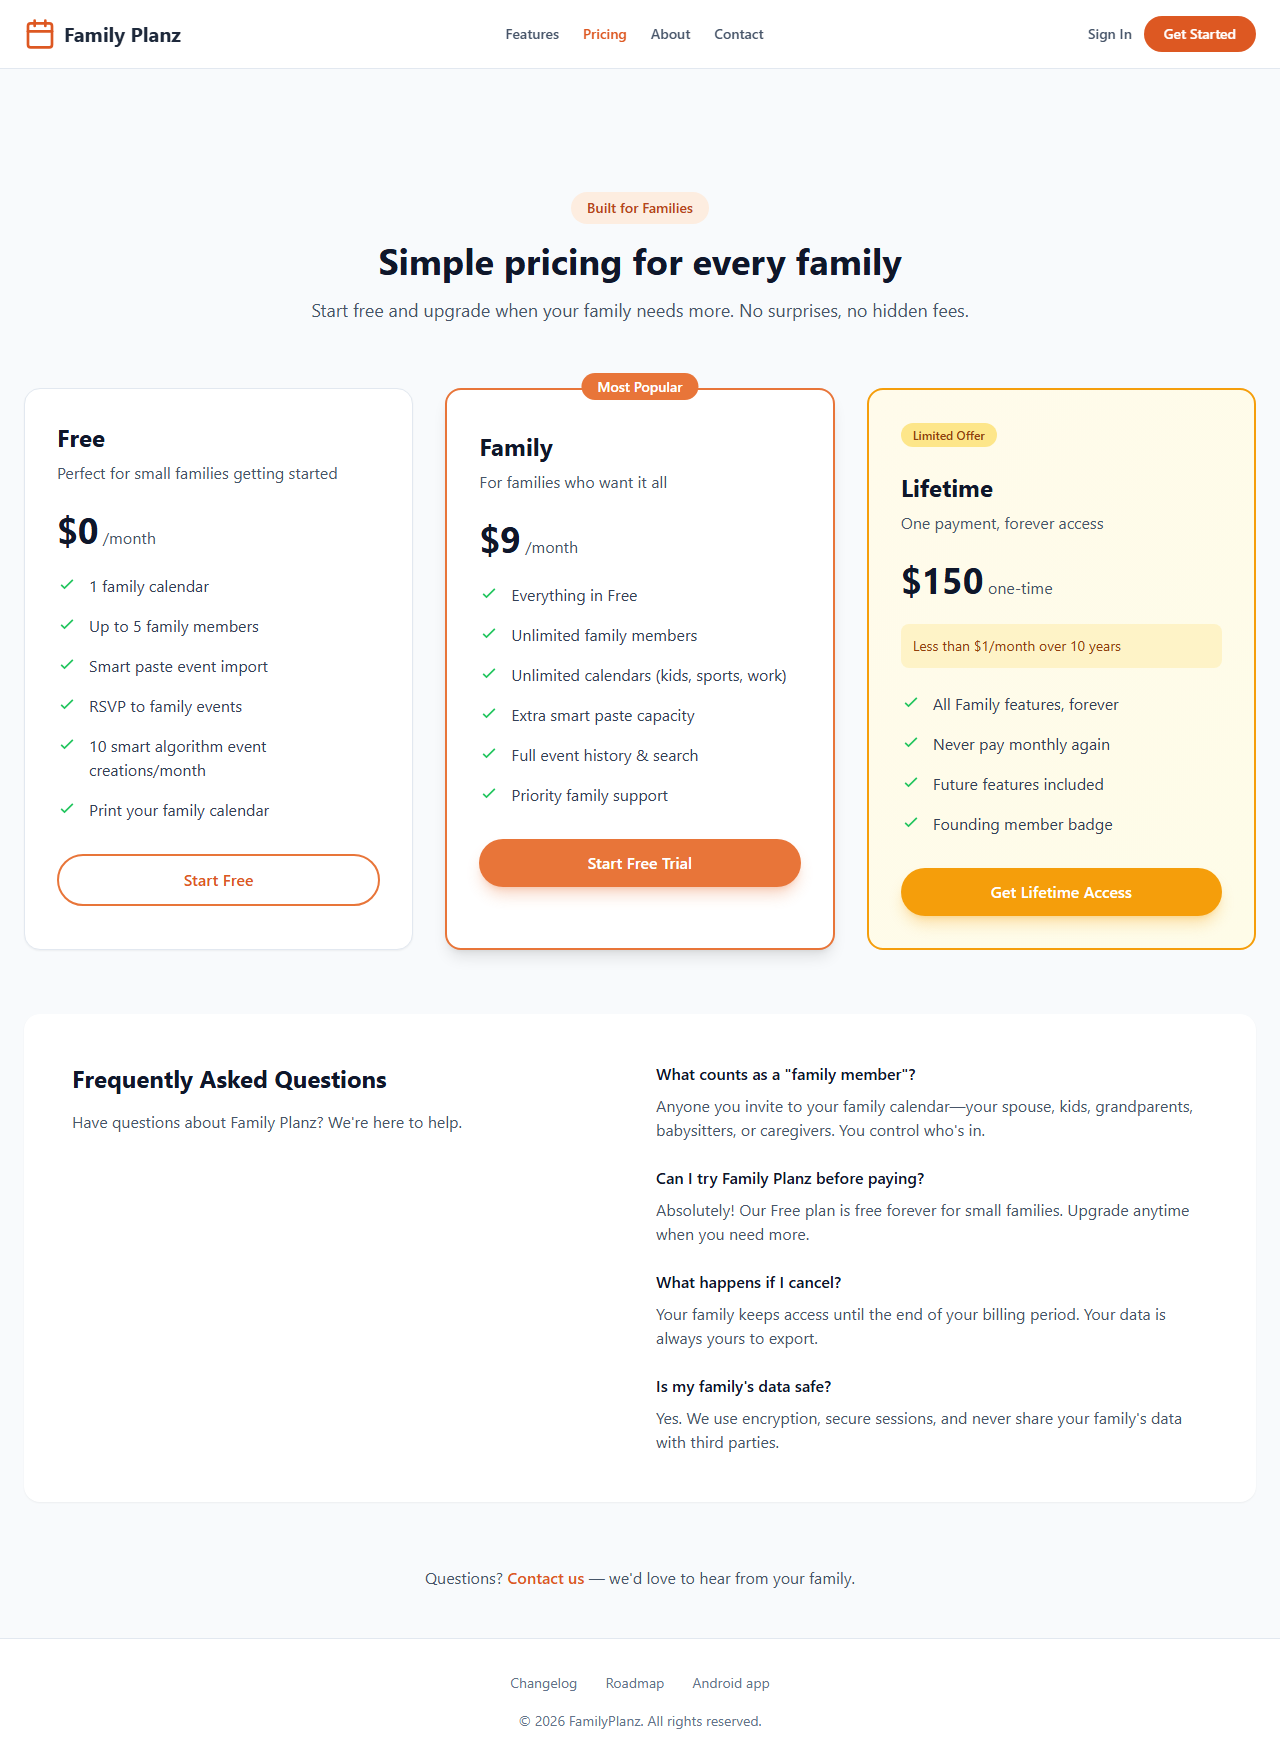 Family Planz
Features
Pricing
About
Contact
Sign In
Get Started
Built for Families
Simple pricing for every family
Start free and upgrade when your family needs more. No surprises, no hidden fees.
Free
Perfect for small families getting started
$0 /month
1 family calendar
Up to 5 family members
Smart paste event import
RSVP to family events
10 smart algorithm event
creations/month
Print your family calendar
Start Free
Most Popular
Family
For families who want it all
$9 /month
Everything in Free
Unlimited family members
Unlimited calendars (kids, sports, work)
Extra smart paste capacity
Full event history & search
Priority family support
Start Free Trial
Limited Offer
Lifetime
One payment, forever access
$150 one-time
Less than $1/month over 10 years
All Family features, forever
Never pay monthly again
Future features included
Founding member badge
Get Lifetime Access
Frequently Asked Questions
Have questions about Family Planz? We're here to help.
What counts as a "family member"?
Anyone you invite to your family calendar—your spouse, kids, grandparents,
babysitters, or caregivers. You control who's in.
Can I try Family Planz before paying?
Absolutely! Our Free plan is free forever for small families. Upgrade anytime
when you need more.
What happens if I cancel?
Your family keeps access until the end of your billing period. Your data is
always yours to export.
Is my family's data safe?
Yes. We use encryption, secure sessions, and never share your family's data
with third parties.
Questions? Contact us — we'd love to hear from your family.
Changelog
Roadmap
Android app
© 2026 FamilyPlanz. All rights reserved.